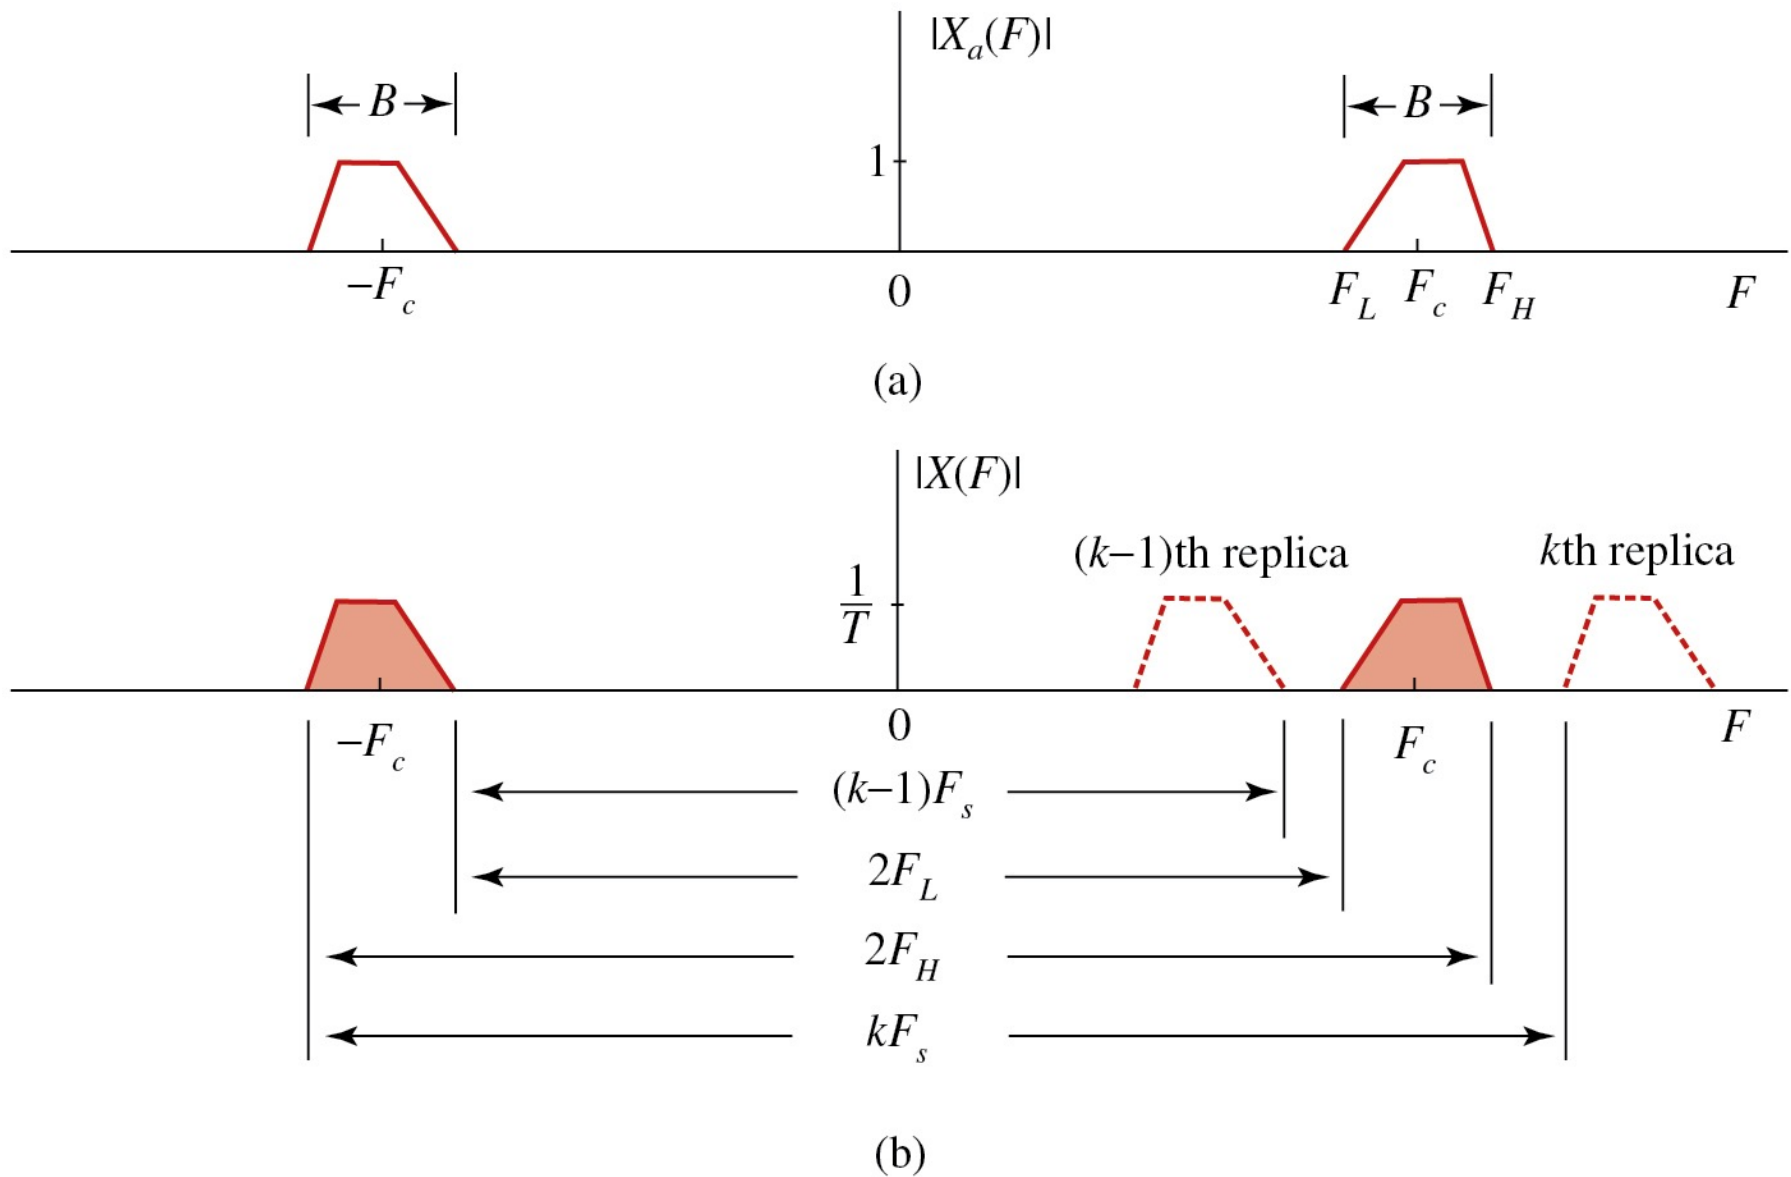 |X_a(F)|
B
B
1
−F_c
0
F_L F_c F_H
F
(a)
|X(F)|
(k−1)th replica
kth replica
1/T
−F_c
0
F_c
F
(k−1)F_s
2F_L
2F_H
kF_s
(b)